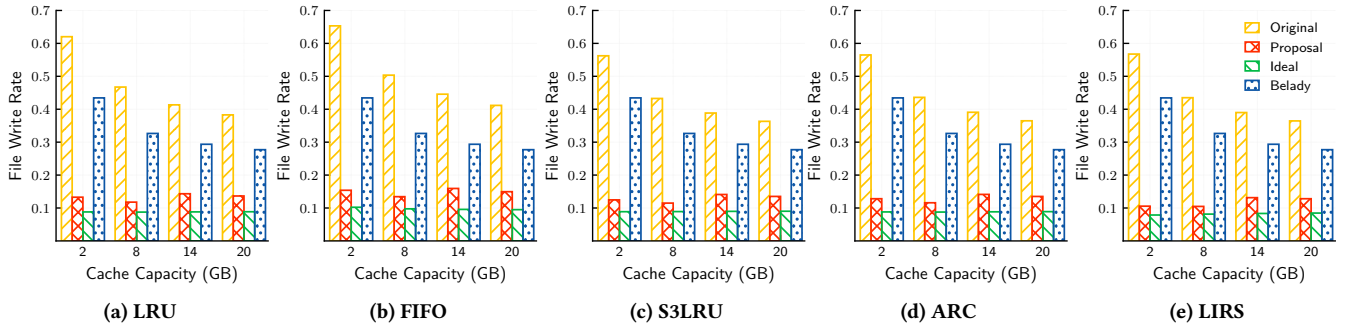 File Write Rate
0.7
0.6
0.5
0.4
0.3
0.2
0.1
2 8 14 20
Cache Capacity (GB)
(a) LRU
File Write Rate
0.7
0.6
0.5
0.4
0.3
0.2
0.1
2 8 14 20
Cache Capacity (GB)
(b) FIFO
File Write Rate
0.7
0.6
0.5
0.4
0.3
0.2
0.1
2 8 14 20
Cache Capacity (GB)
(c) S3LRU
File Write Rate
0.7
0.6
0.5
0.4
0.3
0.2
0.1
2 8 14 20
Cache Capacity (GB)
(d) ARC
File Write Rate
0.7
0.6
0.5
0.4
0.3
0.2
0.1
Original
Proposal
Ideal
Belady
2 8 14 20
Cache Capacity (GB)
(e) LIRS